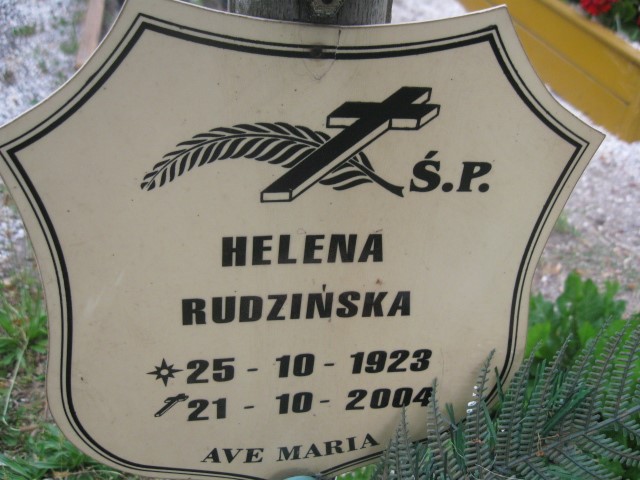 Ś.P.
HELENA
RUDZIŃSKA
25 - 10 - 1923
21 - 10 - 2004
AVE MARIA